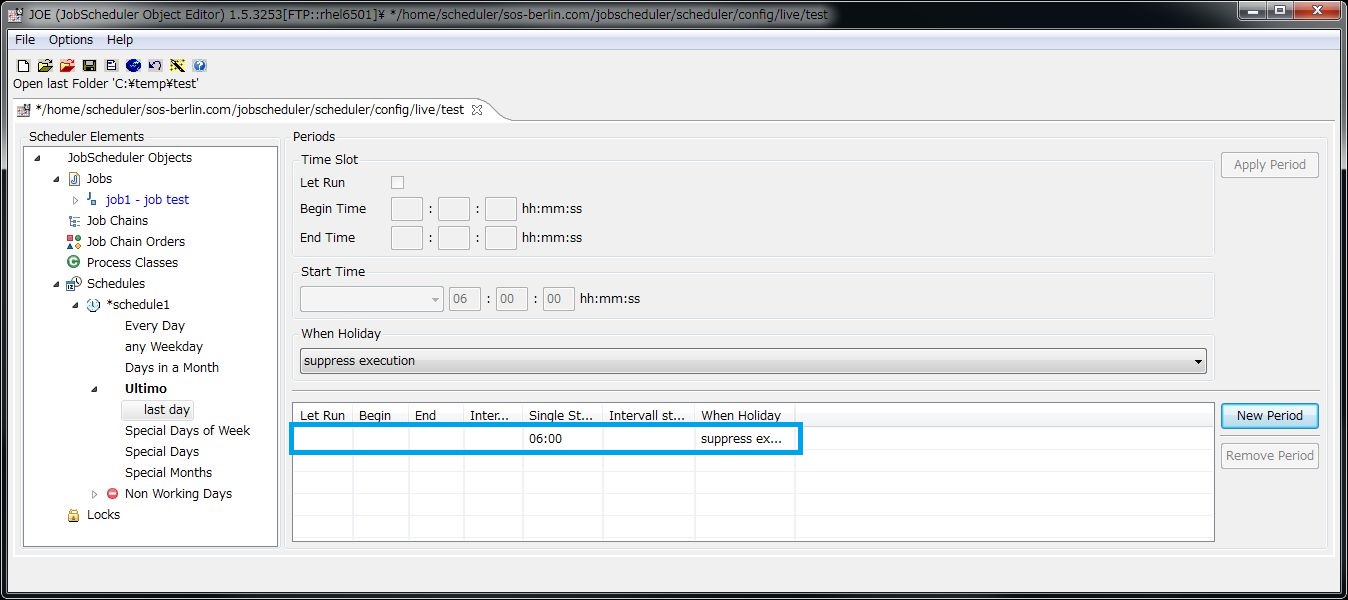 JOE (JobScheduler Object Editor) 1.5.3253[FTP::rhel6501]¥ */home/scheduler/sos-berlin.com/jobscheduler/scheduler/config/live/test
File Options Help
Open last Folder 'C:¥temp¥test'
*/home/scheduler/sos-berlin.com/jobscheduler/scheduler/config/live/test
Scheduler Elements
JobScheduler Objects
Jobs
job1 - job test
Job Chains
Job Chain Orders
Process Classes
Schedules
*schedule1
Every Day
any Weekday
Days in a Month
Ultimo
last day
Special Days of Week
Special Days
Special Months
Non Working Days
Locks
Periods
Time Slot
Let Run
Begin Time : : hh:mm:ss
End Time : : hh:mm:ss
Apply Period
Start Time
06 : 00 : 00 hh:mm:ss
When Holiday
suppress execution
Let Run Begin End Inter... Single St... Intervall st... When Holiday
06:00 suppress ex...
New Period
Remove Period